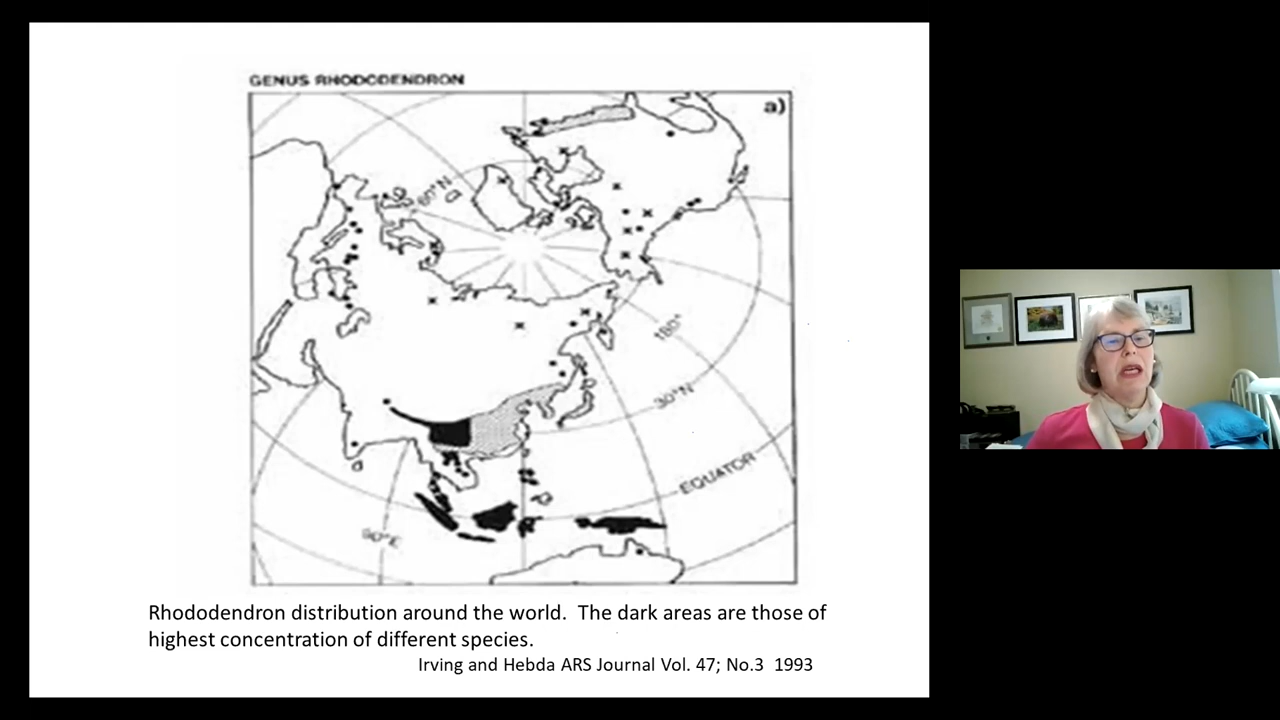 GENUS RHODODENDRON
a)
60°N
180°
30°N
EQUATOR
90°E
Rhododendron distribution around the world.  The dark areas are those of
highest concentration of different species.
Irving and Hebda ARS Journal Vol. 47; No.3  1993